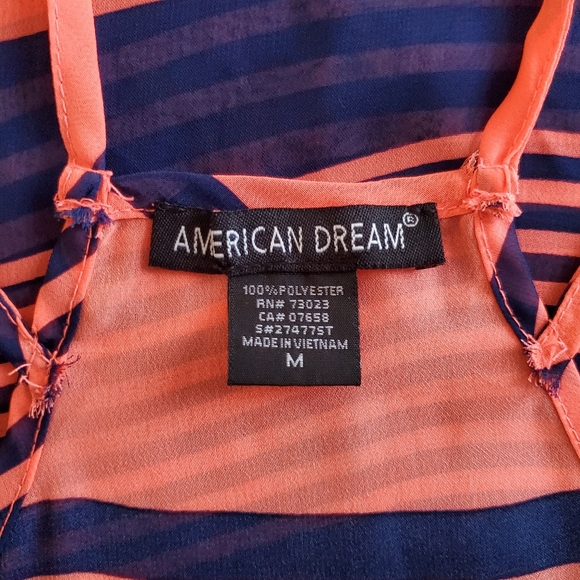 AMERICAN DREAM®
100% POLYESTER
RN# 73023
CA# 07658
S#27477ST
MADE IN VIETNAM
M